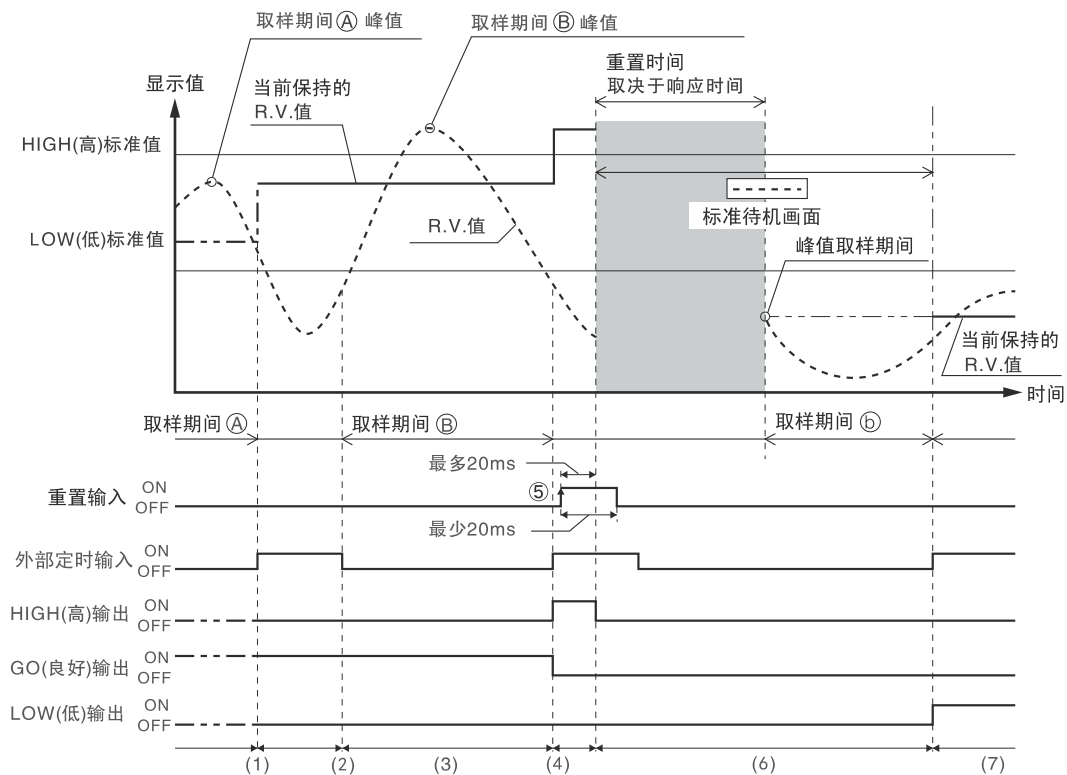 取样期间Ⓐ 峰值
取样期间Ⓑ 峰值
重置时间
取决于响应时间
显示值
当前保持的
R.V.值
HIGH(高)标准值
标准待机画面
R.V.值
LOW(低)标准值
峰值取样期间
当前保持的
R.V.值
时间
取样期间Ⓐ
取样期间Ⓑ
取样期间ⓑ
最多20ms
重置输入
ON
OFF
⑤
最少20ms
外部定时输入
ON
OFF
HIGH(高)输出
ON
OFF
GO(良好)输出
ON
OFF
LOW(低)输出
ON
OFF
(1) (2) (3) (4) (6) (7)